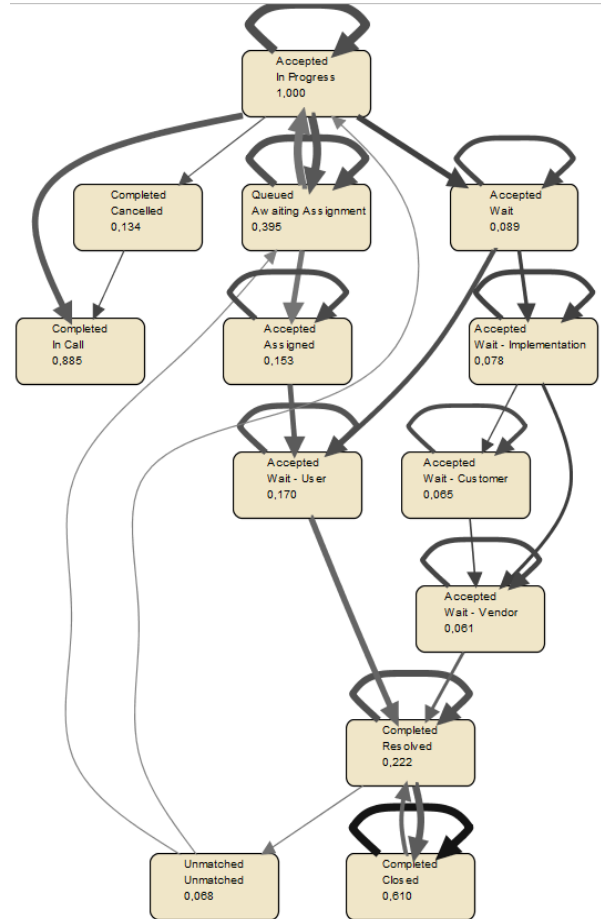 Accepted
In Progress
1,000
Completed
Cancelled
0,134
Queued
Awaiting Assignment
0,395
Accepted
Wait
0,089
Completed
In Call
0,885
Accepted
Assigned
0,153
Accepted
Wait - Implementation
0,078
Accepted
Wait - User
0,170
Accepted
Wait - Customer
0,065
Accepted
Wait - Vendor
0,061
Completed
Resolved
0,222
Unmatched
Unmatched
0,068
Completed
Closed
0,610